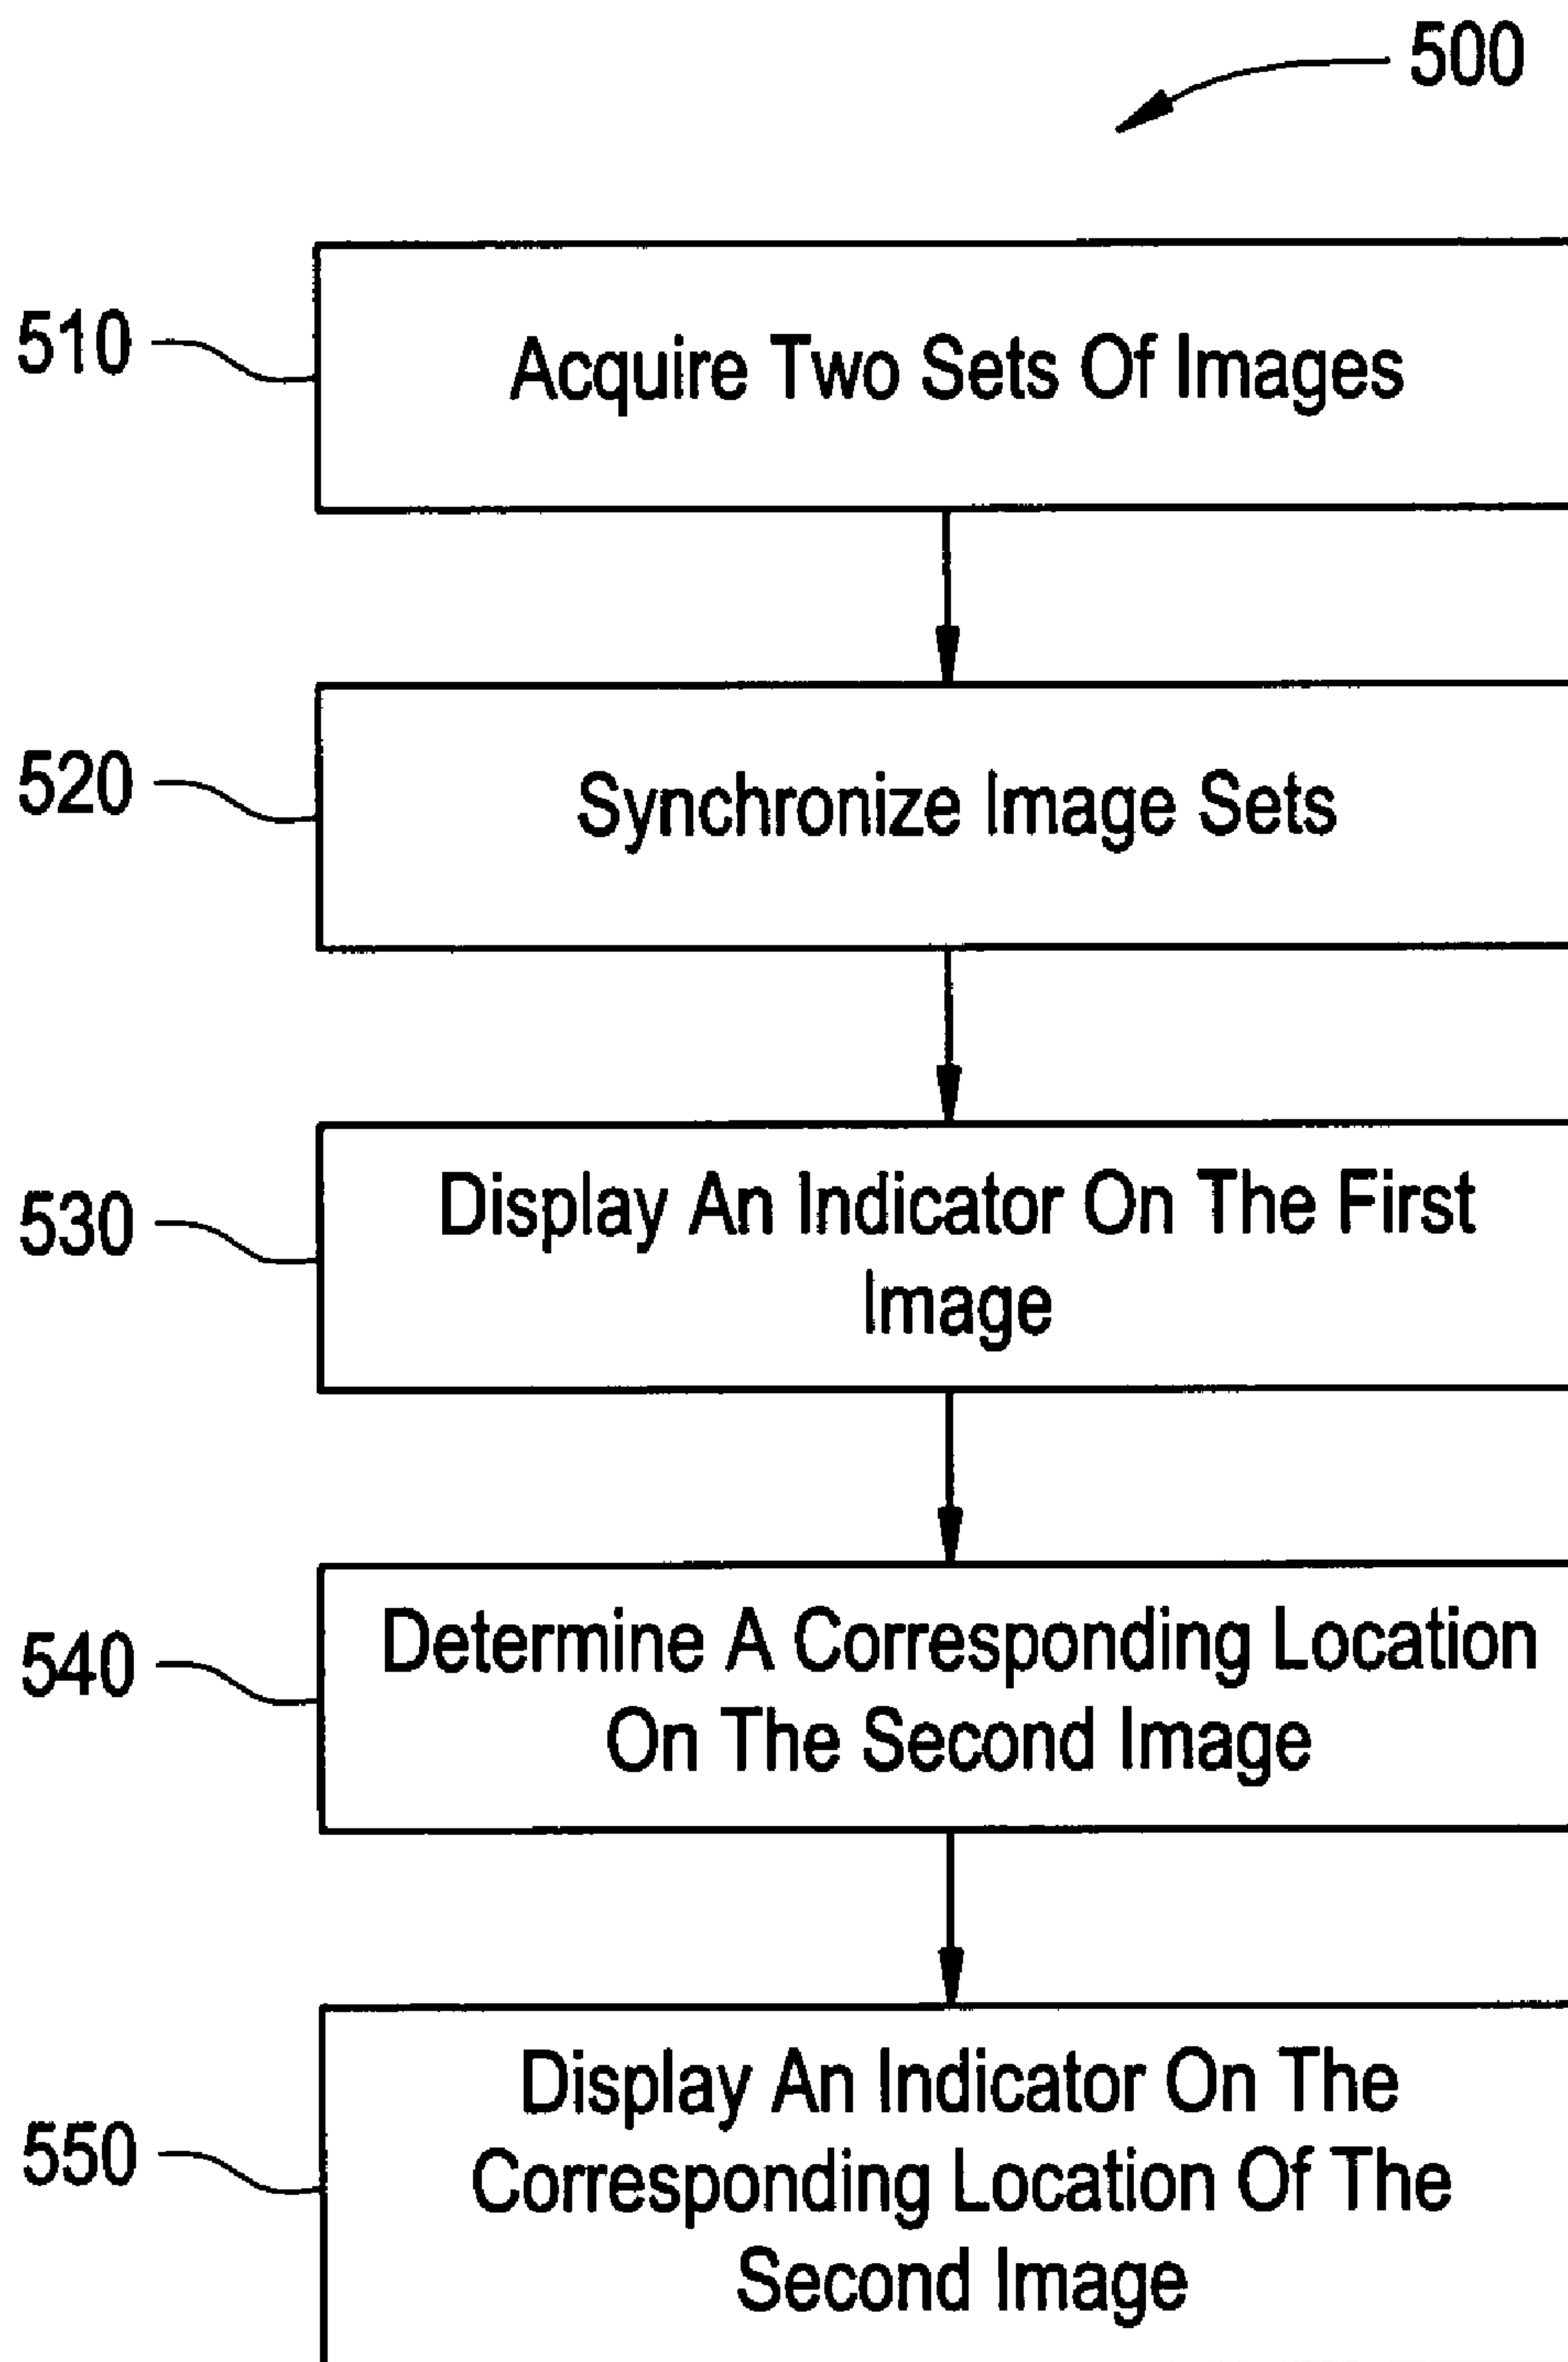 500
510
Acquire Two Sets Of Images
520
Synchronize Image Sets
530
Display An Indicator On The First
Image
540
Determine A Corresponding Location
On The Second Image
550
Display An Indicator On The
Corresponding Location Of The
Second Image